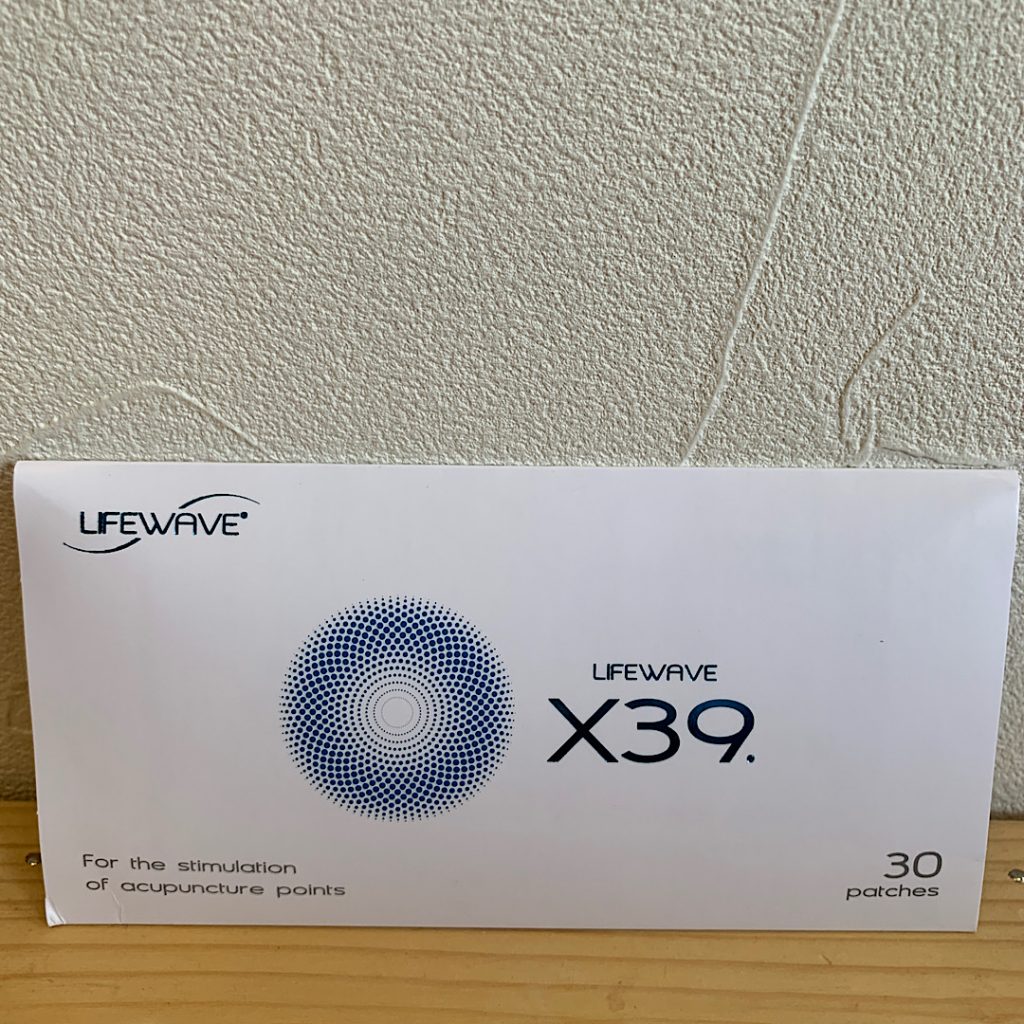 LIFEWAVE
LIFEWAVE
X39.
For the stimulation
of acupuncture points
30
patches